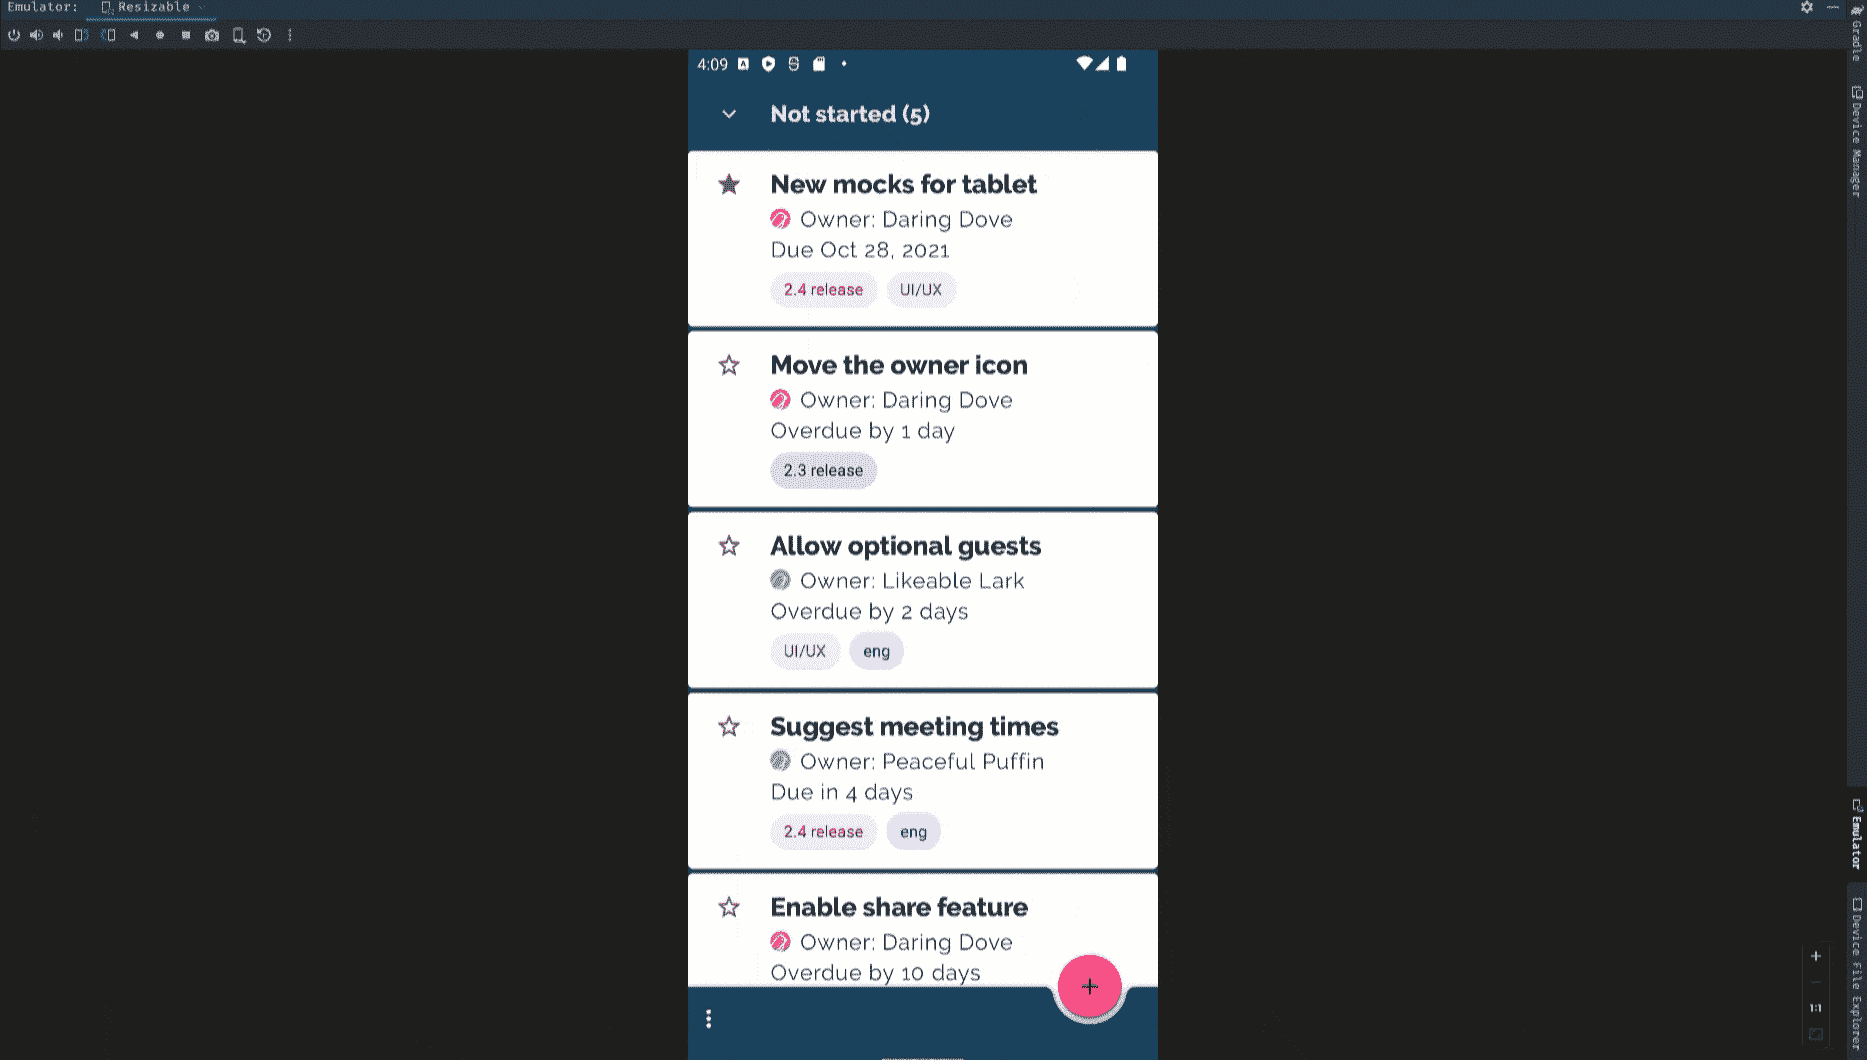 Emulator: Resizable
4:09
Not started (5)
New mocks for tablet
Owner: Daring Dove
Due Oct 28, 2021
2.4 release UI/UX
Move the owner icon
Owner: Daring Dove
Overdue by 1 day
2.3 release
Allow optional guests
Owner: Likeable Lark
Overdue by 2 days
UI/UX eng
Suggest meeting times
Owner: Peaceful Puffin
Due in 4 days
2.4 release eng
Enable share feature
Owner: Daring Dove
Overdue by 10 days
Gradle
Device Manager
Emulator
Device File Explorer
1:1